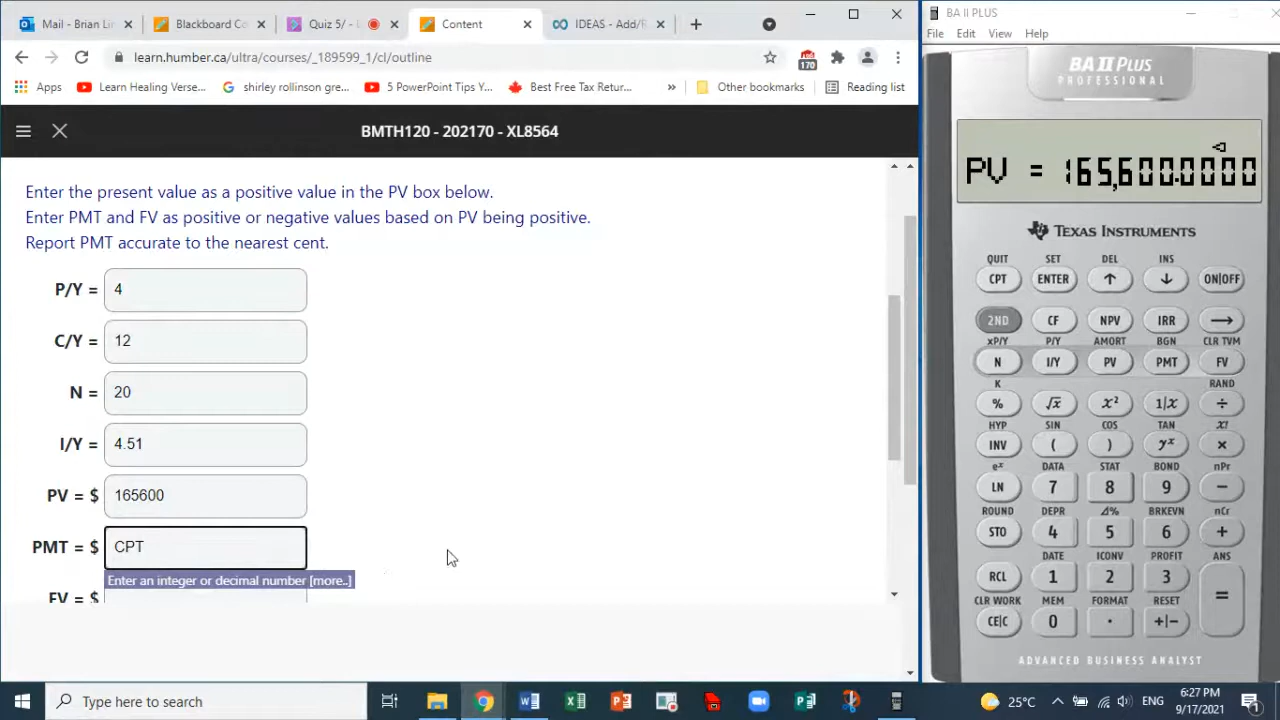 Mail - Brian Lin
Blackboard Co
Quiz 5/ - L
Content
IDEAS - Add/R
learn.humber.ca/ultra/courses/_189599_1/cl/outline
170
Apps
Learn Healing Verse...
shirley rollinson gre...
5 PowerPoint Tips Y...
Best Free Tax Retur...
»
Other bookmarks
Reading list
BMTH120 - 202170 - XL8564
Enter the present value as a positive value in the PV box below.
Enter PMT and FV as positive or negative values based on PV being positive.
Report PMT accurate to the nearest cent.
P/Y = 4
C/Y = 12
N = 20
I/Y = 4.51
PV = $ 165600
PMT = $ CPT
Enter an integer or decimal number [more..]
FV = $
BA II PLUS
File Edit View Help
BA II PLUS
PROFESSIONAL
PV = 165,600.0000
TEXAS INSTRUMENTS
QUIT SET DEL INS
CPT ENTER ↑ ↓ ON|OFF
2ND CF NPV IRR →
xP/Y P/Y AMORT BGN CLR TVM
N I/Y PV PMT FV
K RAND
% √x x² 1/x ÷
HYP SIN COS TAN x!
INV ( ) yˣ ×
eˣ DATA STAT BOND nPr
LN 7 8 9 −
ROUND DEPR Δ% BRKEVN nCr
STO 4 5 6 +
DATE ICONV PROFIT ANS
RCL 1 2 3 =
CLR WORK MEM FORMAT RESET
CE|C 0 . +|−
ADVANCED BUSINESS ANALYST
Type here to search
25°C
ENG
6:27 PM
9/17/2021
1